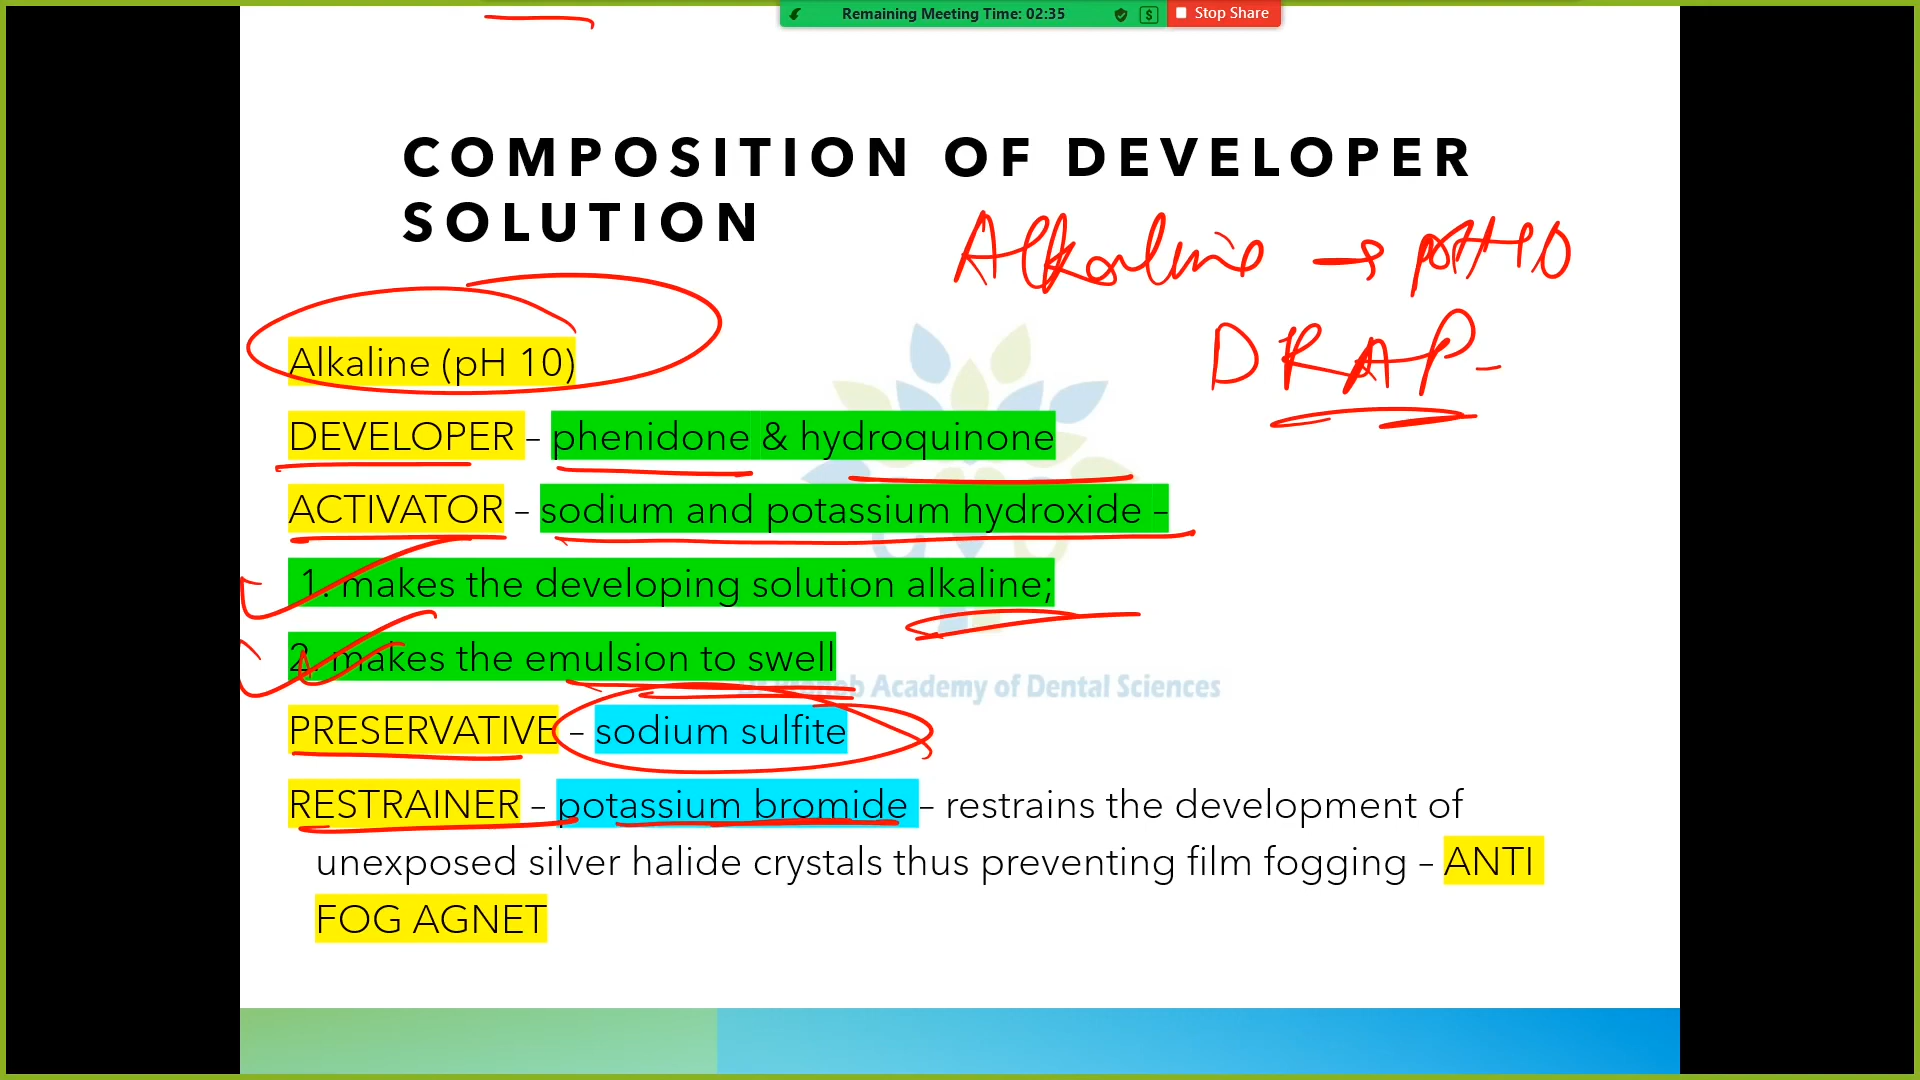 Remaining Meeting Time: 02:35
Stop Share
COMPOSITION OF DEVELOPER
SOLUTION
Alkaline → pH 10
DRAP -
Alkaline (pH 10)
DEVELOPER – phenidone & hydroquinone
ACTIVATOR – sodium and potassium hydroxide –
1. makes the developing solution alkaline;
2. makes the emulsion to swell
Academy of Dental Sciences
PRESERVATIVE – sodium sulfite
RESTRAINER – potassium bromide – restrains the development of
unexposed silver halide crystals thus preventing film fogging – ANTI
FOG AGNET